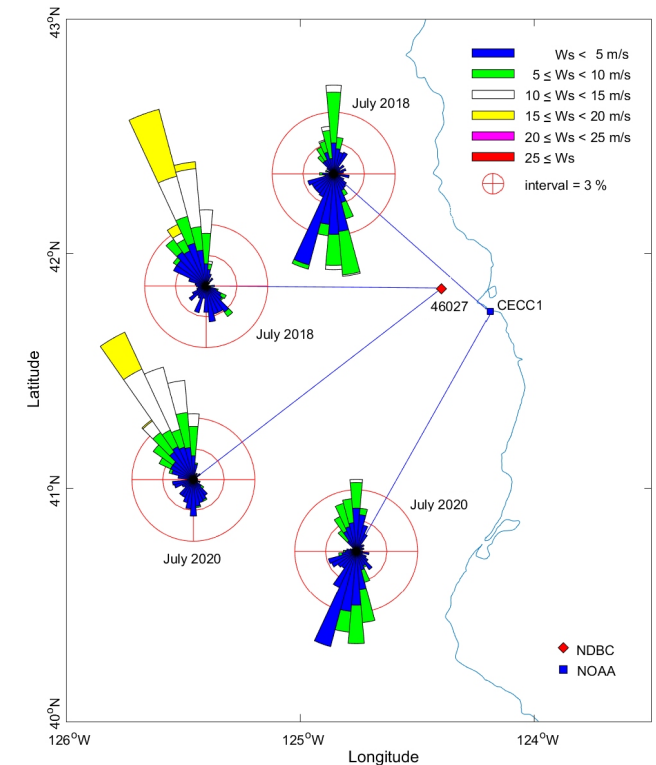 43°N
Ws < 5 m/s
5 ≤ Ws < 10 m/s
10 ≤ Ws < 15 m/s
15 ≤ Ws < 20 m/s
20 ≤ Ws < 25 m/s
25 ≤ Ws
interval = 3 %
July 2018
42°N
46027
CECC1
July 2018
Latitude
41°N
July 2020
July 2020
NDBC
NOAA
40°N
126°W
125°W
124°W
Longitude